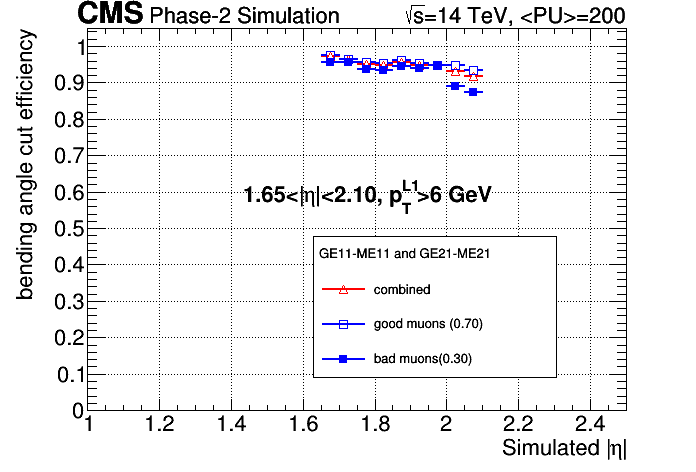 CMS Phase-2 Simulation √s=14 TeV, <PU>=200
bending angle cut efficiency
1
0.9
0.8
0.7
0.6
0.5
0.4
0.3
0.2
0.1
0
1.65<|η|<2.10, p_T^L1>6 GeV
GE11-ME11 and GE21-ME21
combined
good muons (0.70)
bad muons(0.30)
1 1.2 1.4 1.6 1.8 2 2.2 2.4
Simulated |η|